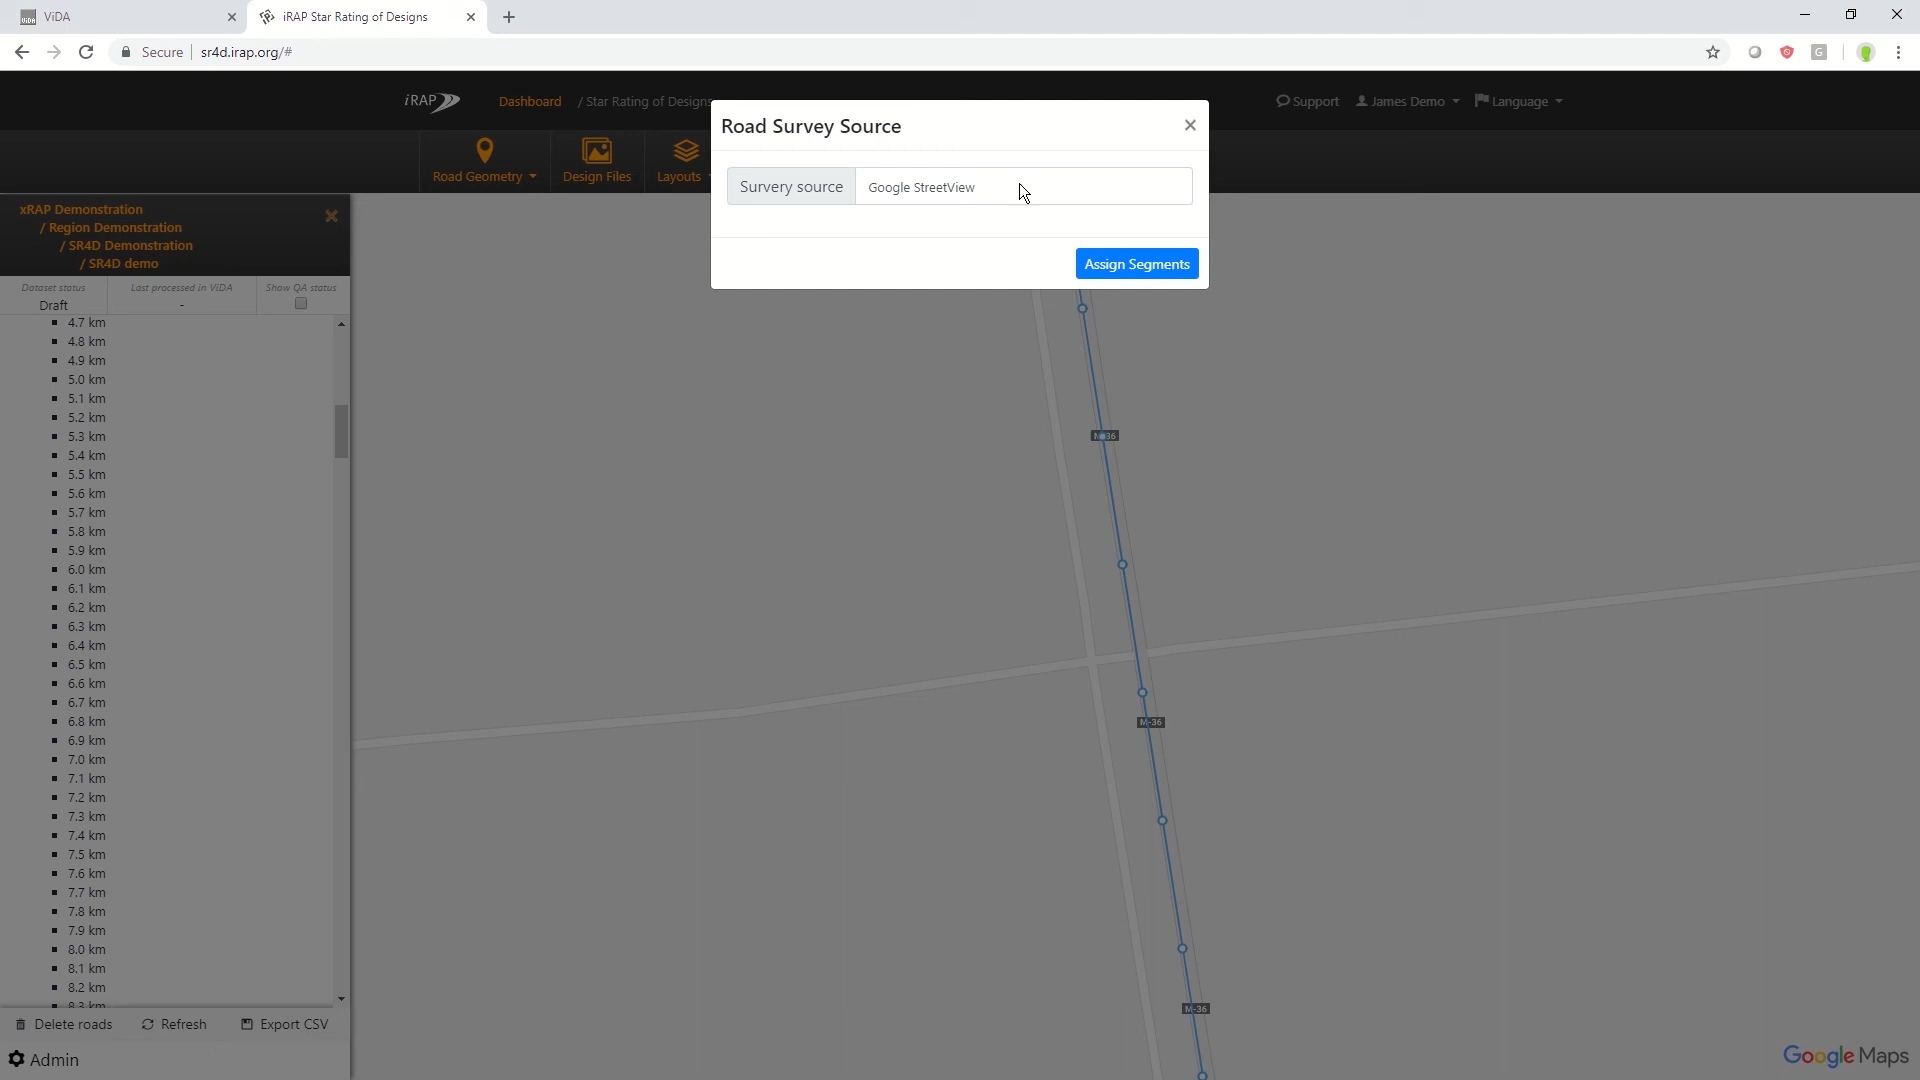 ViDA
iRAP Star Rating of Designs
Secure
sr4d.irap.org/#
G
iRAP
Dashboard
/ Star Rating of Designs
Support
James Demo
Language
Road Geometry
Design Files
Layouts
Road Survey Source
Survery source
Google StreetView
Assign Segments
xRAP Demonstration
/ Region Demonstration
/ SR4D Demonstration
/ SR4D demo
Dataset status
Last processed in ViDA
Show QA status
Draft
-
4.7 km
4.8 km
4.9 km
5.0 km
5.1 km
5.2 km
5.3 km
5.4 km
5.5 km
5.6 km
5.7 km
5.8 km
5.9 km
6.0 km
6.1 km
6.2 km
6.3 km
6.4 km
6.5 km
6.6 km
6.7 km
6.8 km
6.9 km
7.0 km
7.1 km
7.2 km
7.3 km
7.4 km
7.5 km
7.6 km
7.7 km
7.8 km
7.9 km
8.0 km
8.1 km
8.2 km
8.3 km
Delete roads
Refresh
Export CSV
Admin
M-36
M-36
M-36
Google Maps